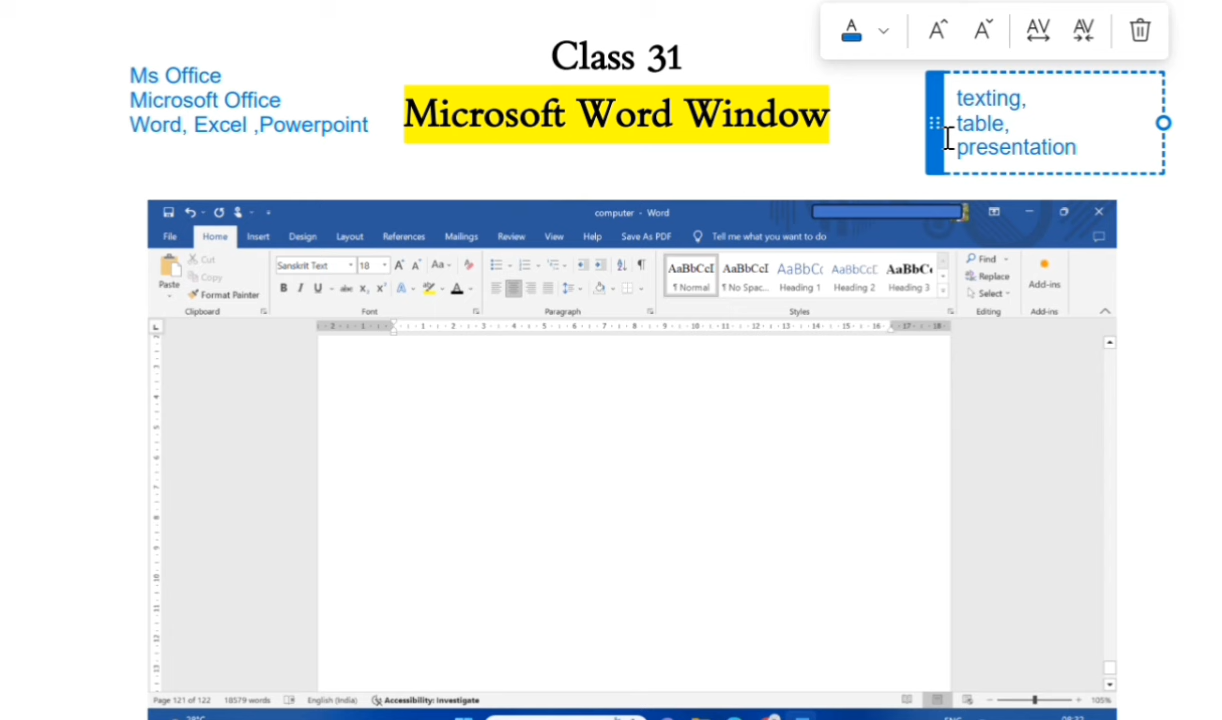 Class 31
Ms Office
Microsoft Office
Word, Excel ,Powerpoint
Microsoft Word Window
texting,
table,
presentation
computer - Word
File Home Insert Design Layout References Mailings Review View Help Save As PDF Tell me what you want to do
Paste
Cut
Copy
Format Painter
Clipboard
Sanskrit Text 18
Font
Paragraph
AaBbCcI AaBbCcI AaBbCc AaBbCcD AaBbC
¶ Normal ¶ No Spac... Heading 1 Heading 2 Heading 3
Styles
Find
Replace
Select
Editing
Add-ins
Add-ins
Page 121 of 122 18579 words English (India) Accessibility: Investigate 105%